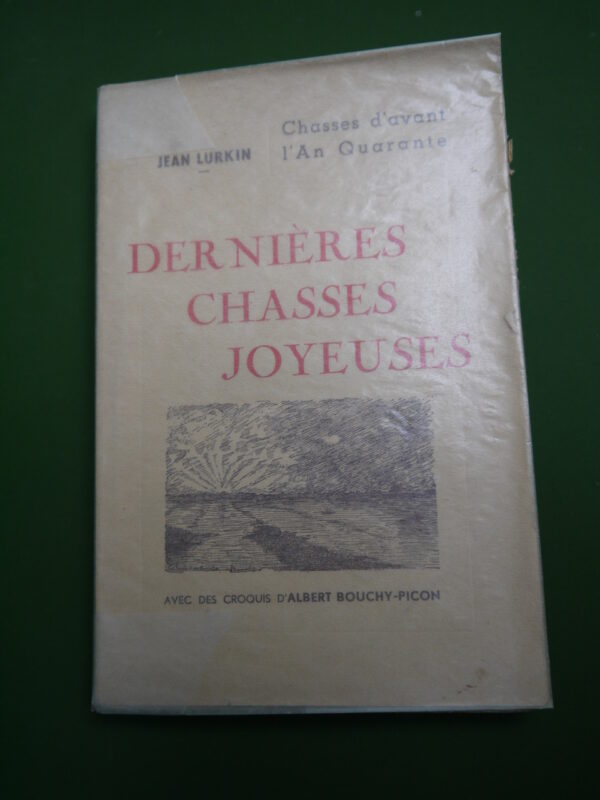 Chasses d'avant
JEAN LURKIN
l'An Quarante
DERNIÈRES
CHASSES
JOYEUSES
AVEC DES CROQUIS D'ALBERT BOUCHY-PICON